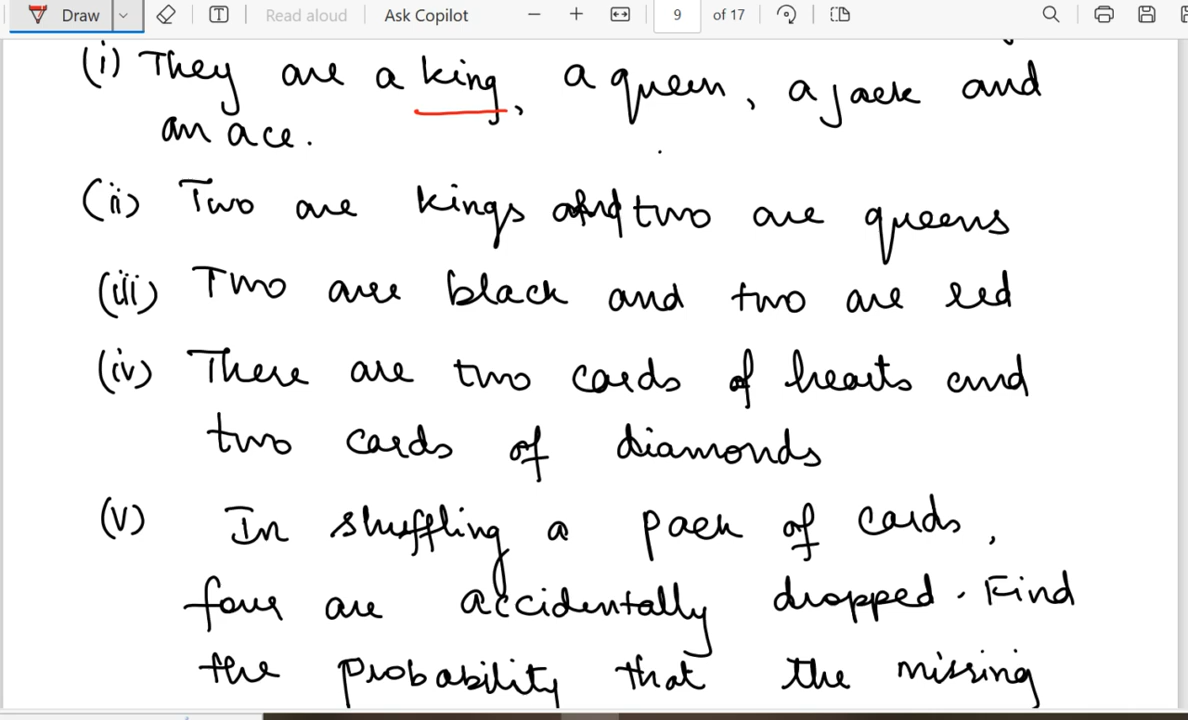 Draw
Read aloud
Ask Copilot
9 of 17
(i) They are a king, a queen, a jack and
an ace.
(ii) Two are kings and two are queens
(iii) Two are black and two are red
(iv) There are two cards of hearts and
two cards of diamonds
(v) In shuffling a pack of cards,
four are accidentally dropped. Find
the probability that the missing